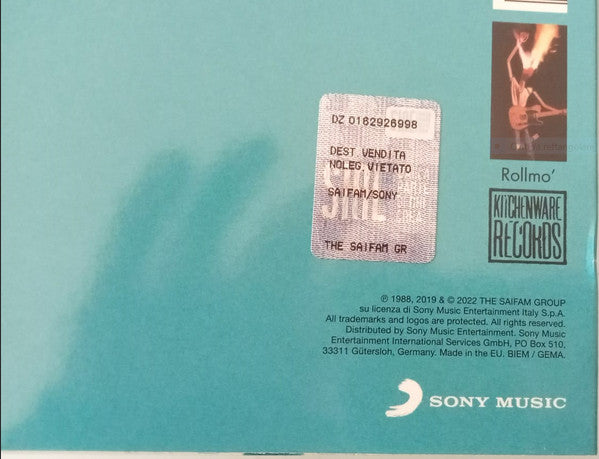 DZ 0162926998
DEST VENDITA
NOLEG VIETATO
SAIFAM/SONY
THE SAIFAM GR
Rollmo'
KITCHENWARE
RECORDS
℗ 1988, 2019 & © 2022 THE SAIFAM GROUP
su licenza di Sony Music Entertainment Italy S.p.A.
All trademarks and logos are protected. All rights reserved.
Distributed by Sony Music Entertainment. Sony Music
Entertainment International Services GmbH, PO Box 510,
33311 Gütersloh, Germany. Made in the EU. BIEM / GEMA.
SONY MUSIC